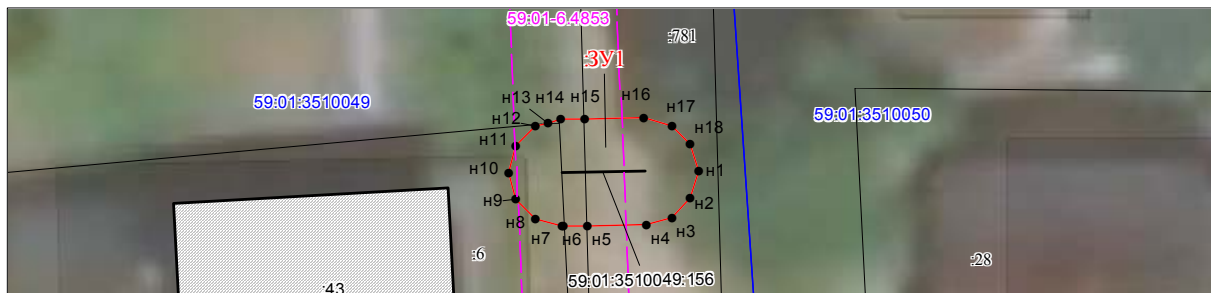 59:01-6.4853
:781
:ЗУ1
59:01:3510049
н13 н14 н15 н16
н12
н17
59:01:3510050
н11
н18
н10
н1
н9
н2
н8
н7 н6 н5 н4 н3
:6
:28
59:01:3510049:156
:43